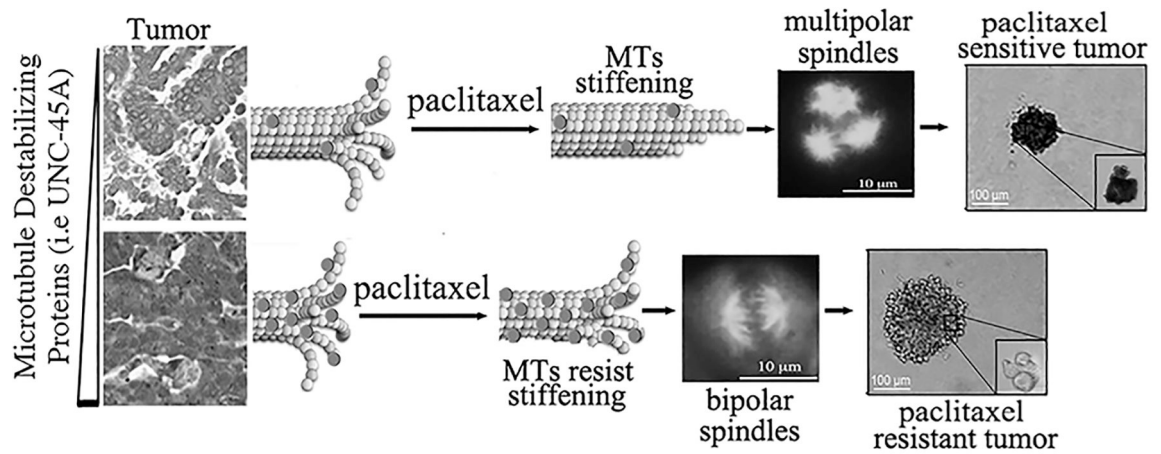 Microtubule Destabilizing
Proteins (i.e UNC-45A)
Tumor
paclitaxel
MTs
stiffening
multipolar
spindles
10 µm
paclitaxel
sensitive tumor
100 µm
paclitaxel
MTs resist
stiffening
10 µm
bipolar
spindles
100 µm
paclitaxel
resistant tumor